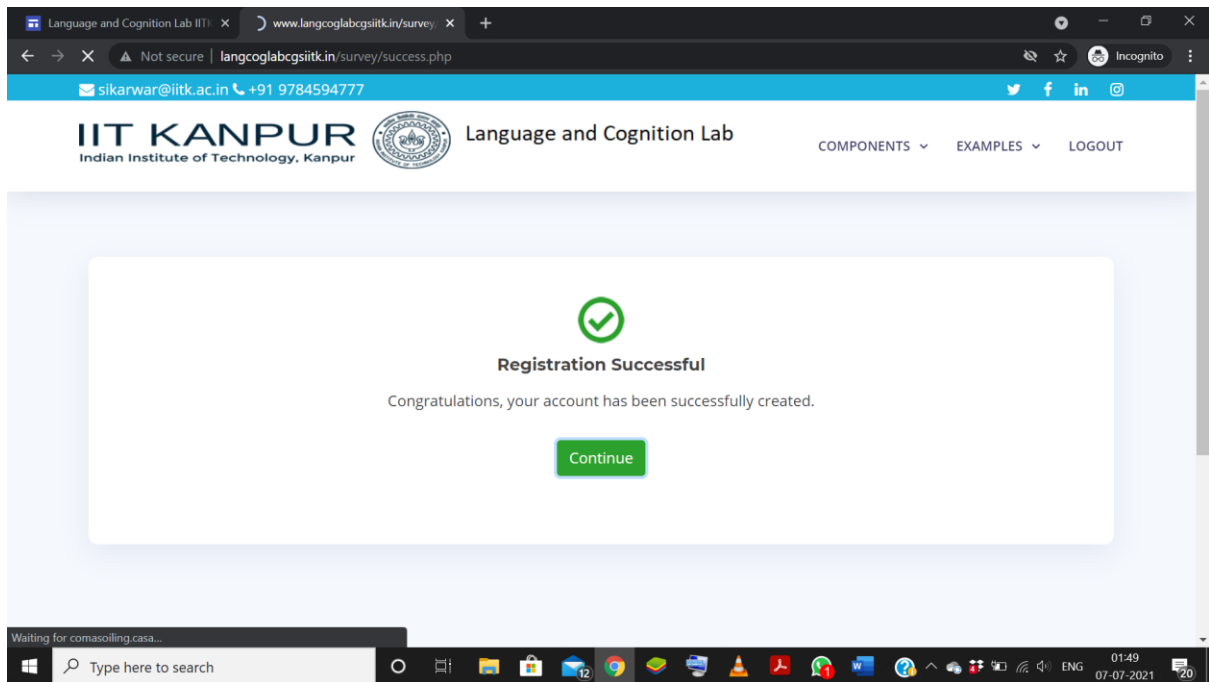 Language and Cognition Lab IITK
www.langcoglabcgsiitk.in/survey/
Not secure | langcoglabcgsiitk.in/survey/success.php
Incognito
sikarwar@iitk.ac.in +91 9784594777
IIT KANPUR
Indian Institute of Technology, Kanpur
Language and Cognition Lab
COMPONENTS
EXAMPLES
LOGOUT
Registration Successful
Congratulations, your account has been successfully created.
Continue
Waiting for comasoiling.casa...
Type here to search
12
1
ENG
01:49
07-07-2021
20